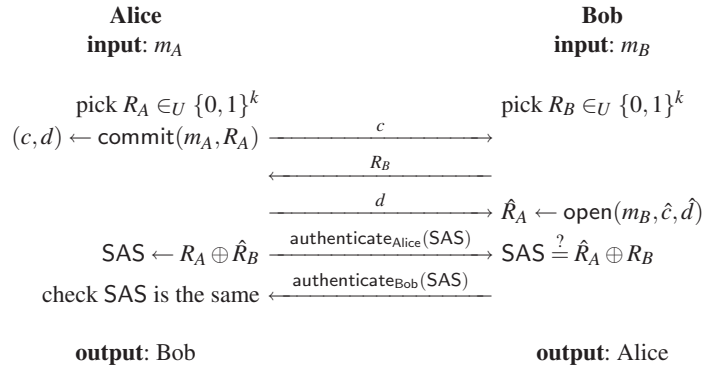 Alice Bob
input: m_A input: m_B
pick R_A ∈_U {0,1}^k pick R_B ∈_U {0,1}^k
(c,d) ← commit(m_A,R_A) c
R_B
d R̂_A ← open(m_B,ĉ,d̂)
SAS ← R_A ⊕ R̂_B authenticate_Alice(SAS) SAS ≟ R̂_A ⊕ R_B
check SAS is the same authenticate_Bob(SAS)
output: Bob output: Alice